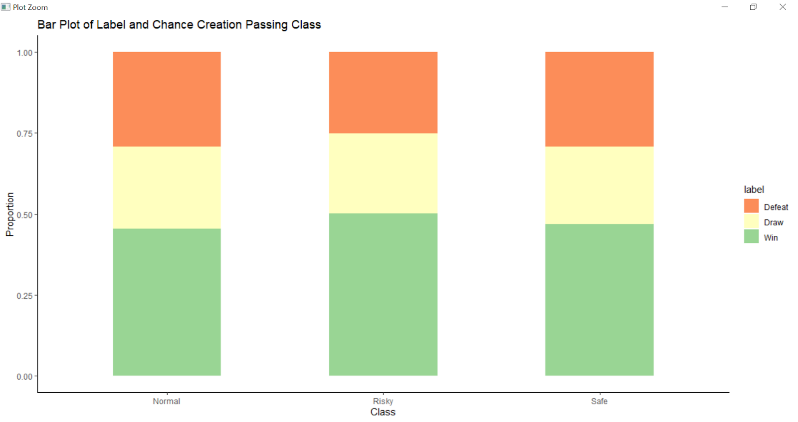 Plot Zoom
Bar Plot of Label and Chance Creation Passing Class
1.00
0.75
0.50
0.25
0.00
Proportion
Normal
Risky
Safe
Class
label
Defeat
Draw
Win